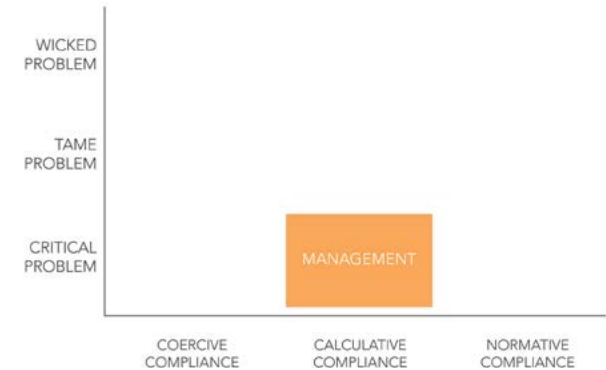 WICKED
PROBLEM
TAME
PROBLEM
CRITICAL
PROBLEM
MANAGEMENT
COERCIVE
COMPLIANCE
CALCULATIVE
COMPLIANCE
NORMATIVE
COMPLIANCE